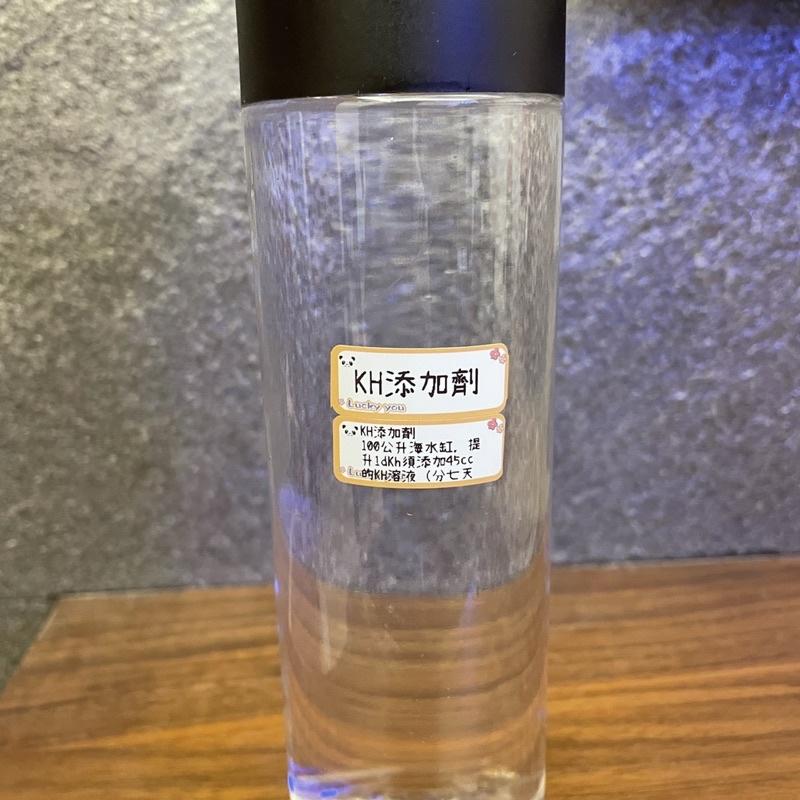 KH添加劑
Lucky you
KH添加劑
100公升海水缸，提
升1dKh須添加45cc
的KH溶液（分七天